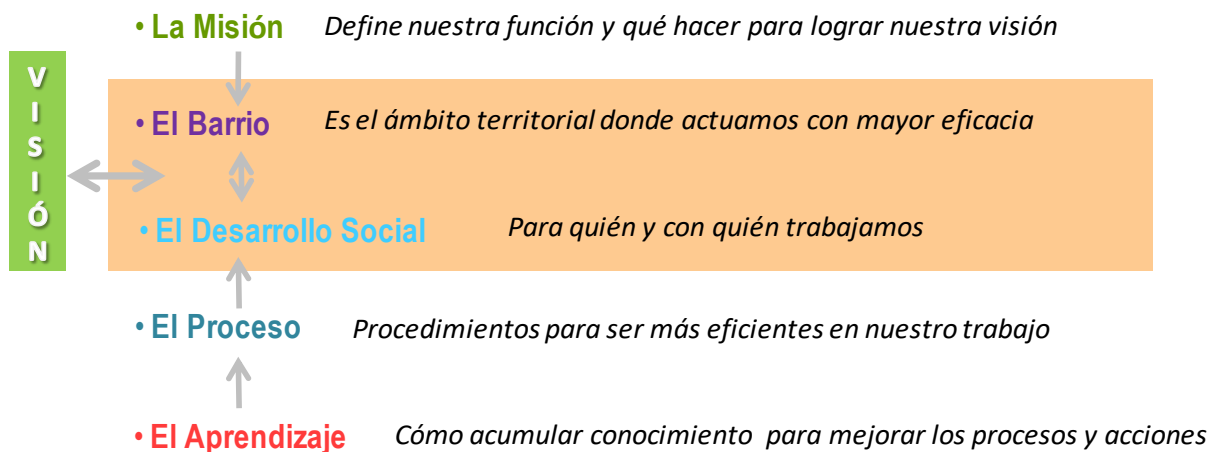 • La Misión Define nuestra función y qué hacer para lograr nuestra visión
VISIÓN
• El Barrio Es el ámbito territorial donde actuamos con mayor eficacia
• El Desarrollo Social Para quién y con quién trabajamos
• El Proceso Procedimientos para ser más eficientes en nuestro trabajo
• El Aprendizaje Cómo acumular conocimiento para mejorar los procesos y acciones